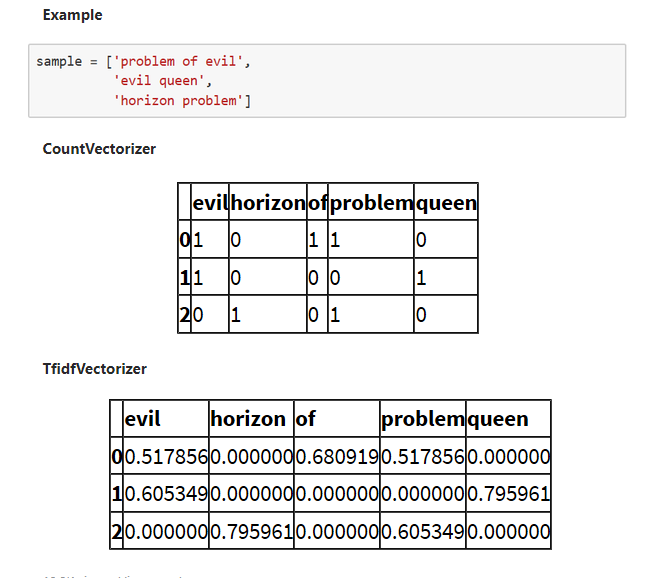 Example
sample = ['problem of evil',
'evil queen',
'horizon problem']
CountVectorizer
evil horizon of problem queen
0 1 0 1 1 0
1 1 0 0 0 1
2 0 1 0 1 0
TfidfVectorizer
evil horizon of problem queen
0 0.517856 0.000000 0.680919 0.517856 0.000000
1 0.605349 0.000000 0.000000 0.000000 0.795961
2 0.000000 0.795961 0.000000 0.605349 0.000000